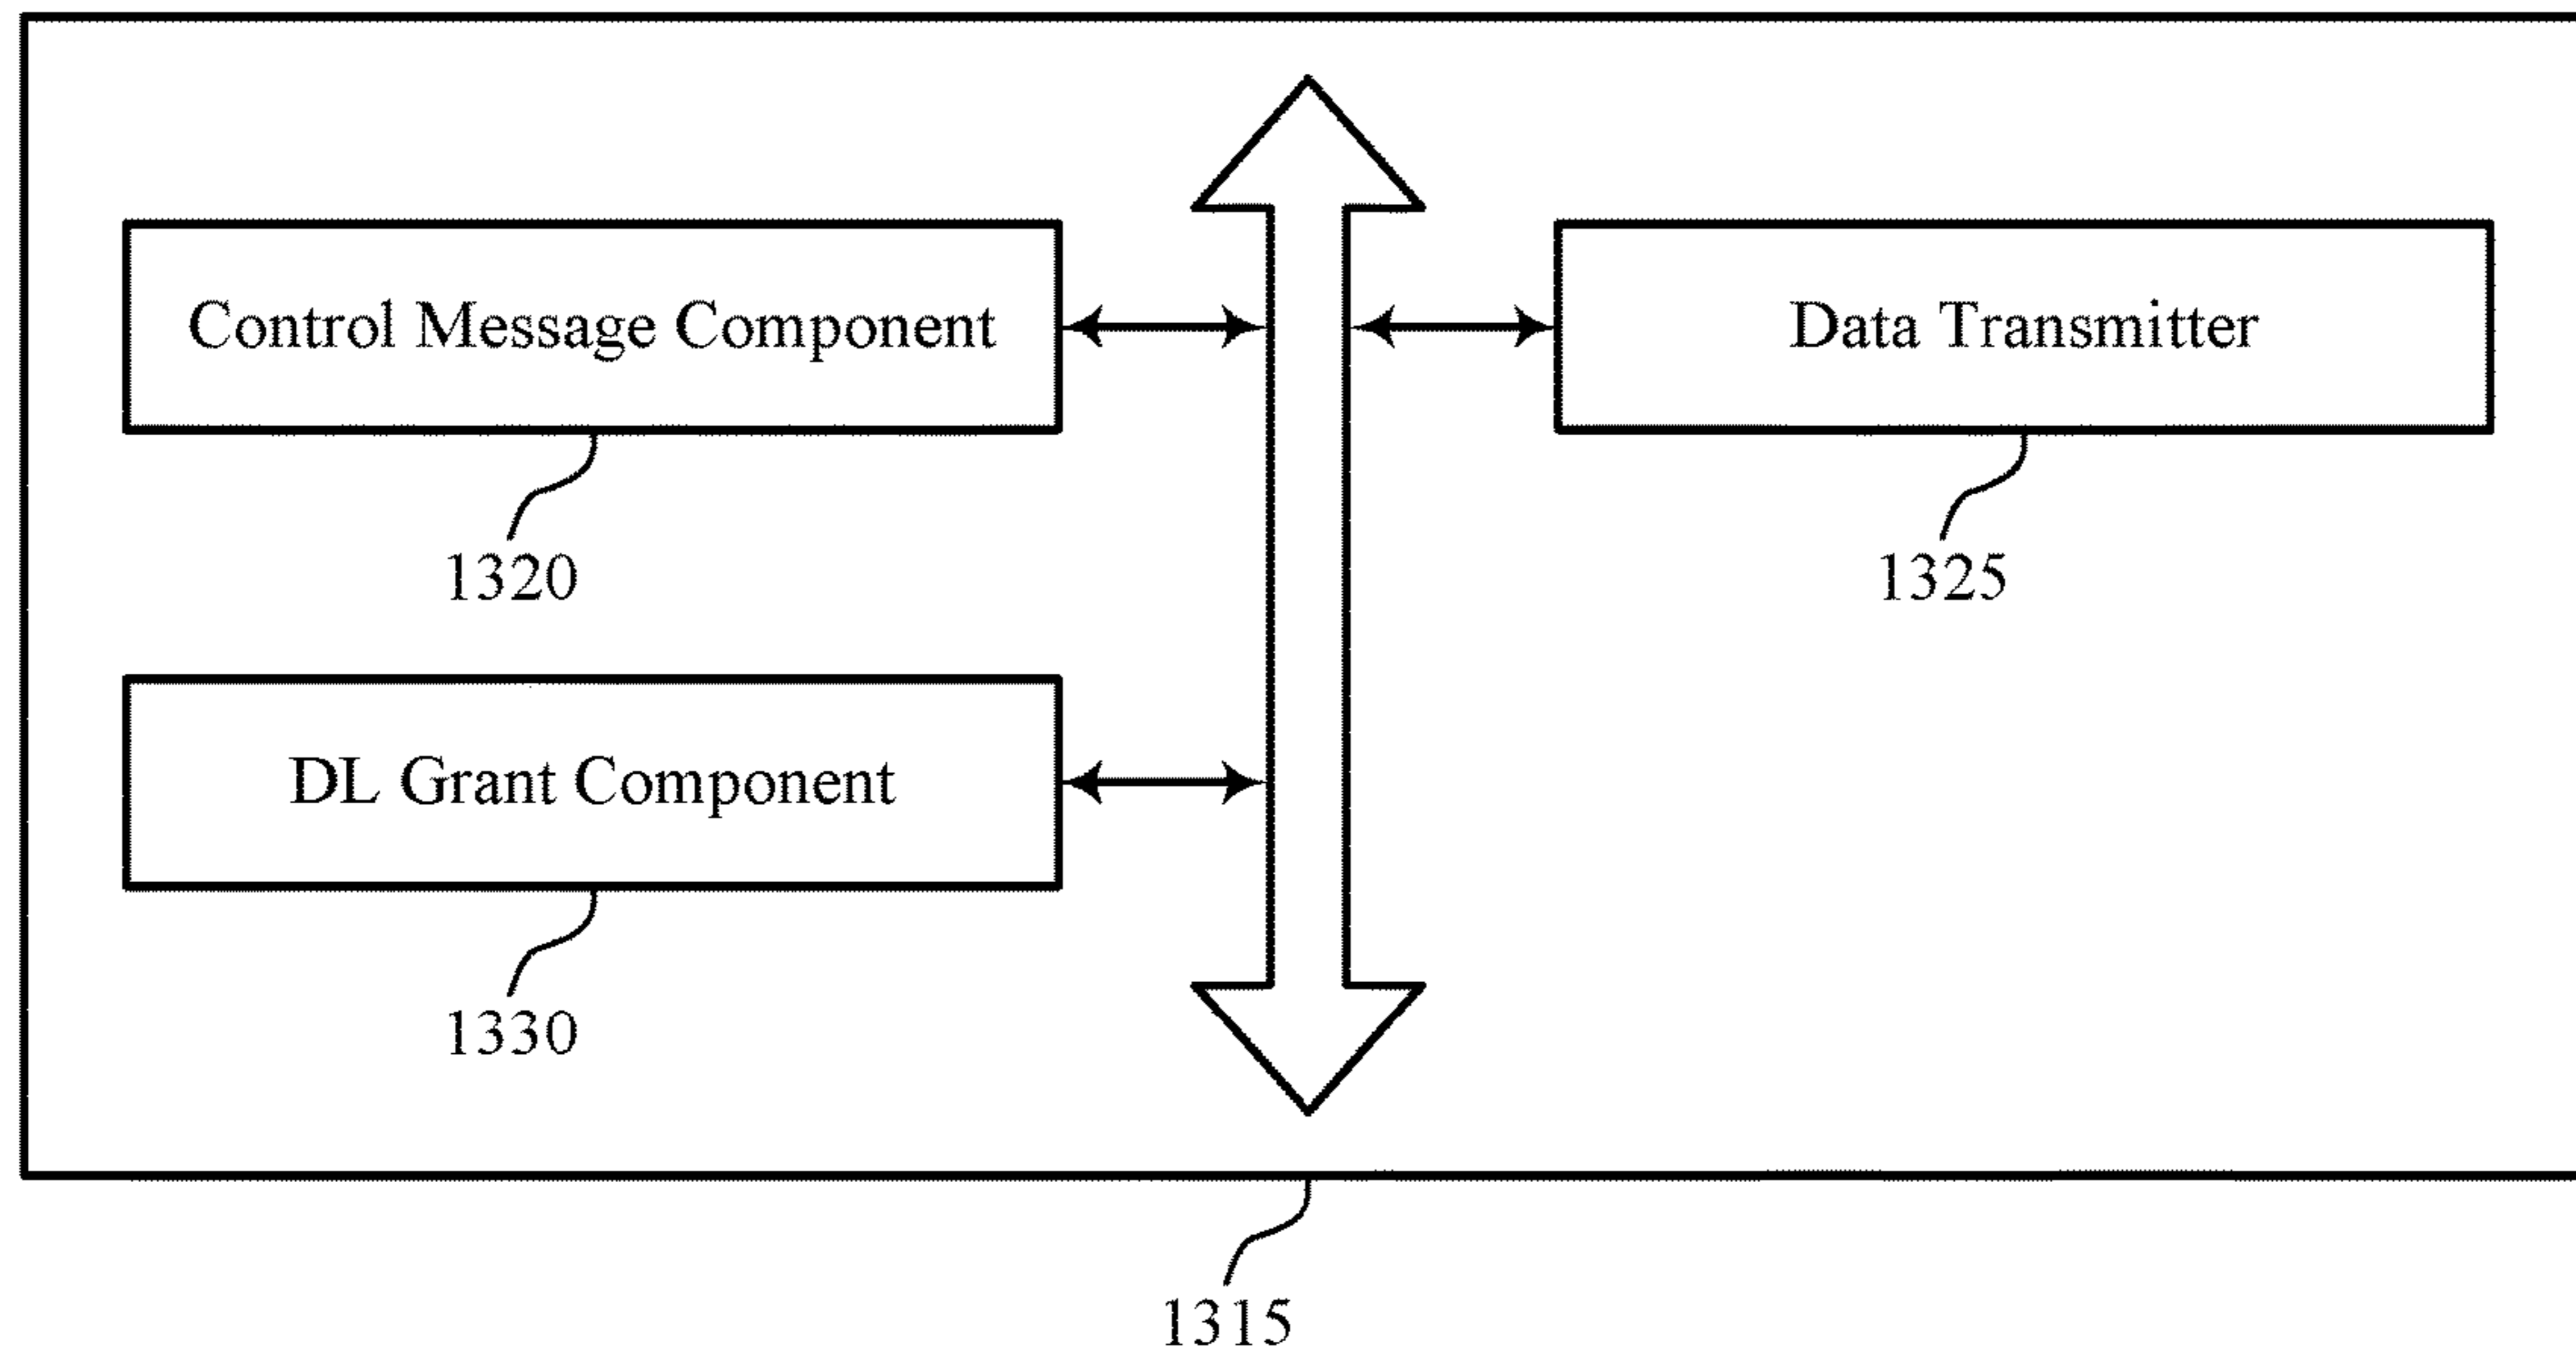 Control Message Component
Data Transmitter
1320
1325
DL Grant Component
1330
1315